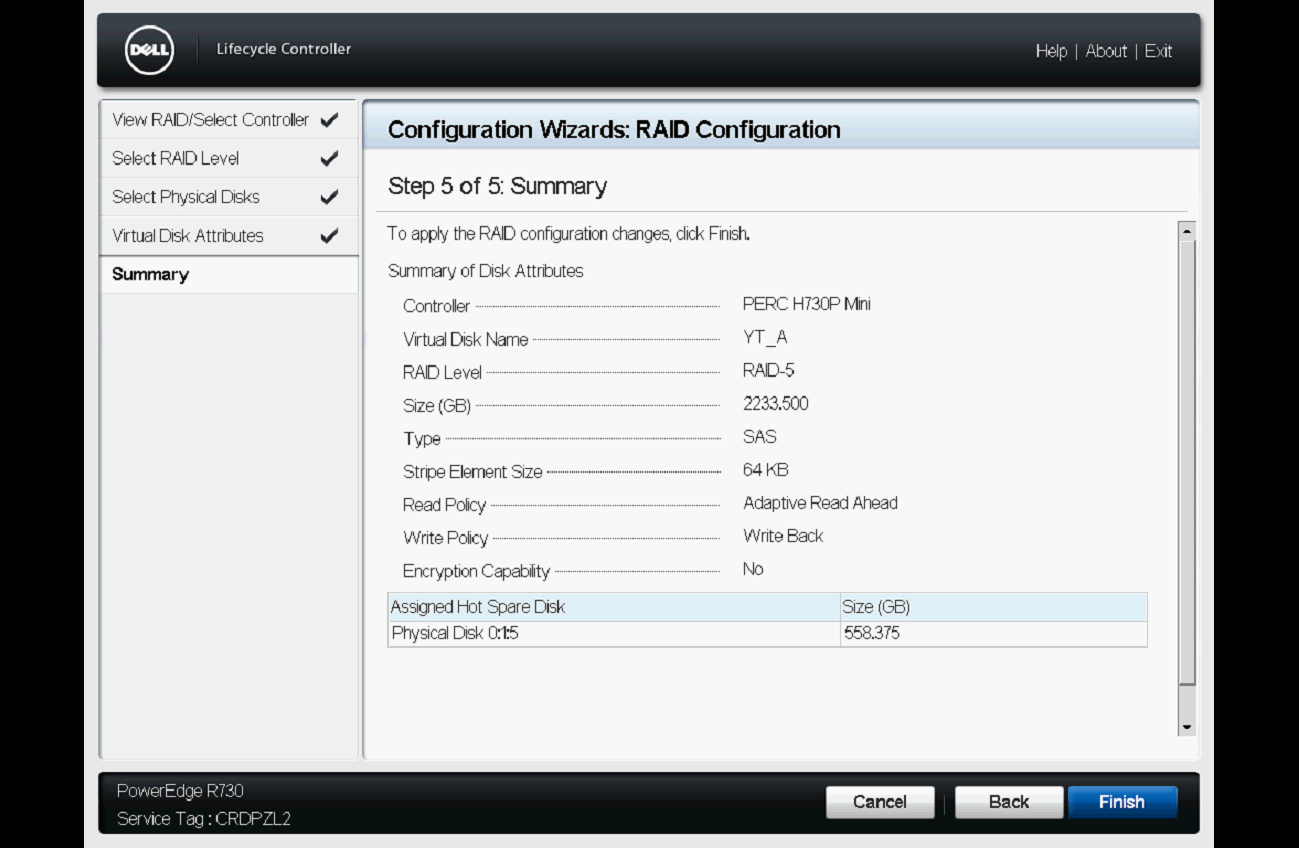 DELL
Lifecycle Controller
Help | About | Exit
View RAID/Select Controller
Select RAID Level
Select Physical Disks
Virtual Disk Attributes
Summary
Configuration Wizards: RAID Configuration
Step 5 of 5: Summary
To apply the RAID configuration changes, click Finish.
Summary of Disk Attributes
Controller PERC H730P Mini
Virtual Disk Name YT_A
RAID Level RAID-5
Size (GB) 2233.500
Type SAS
Stripe Element Size 64 KB
Read Policy Adaptive Read Ahead
Write Policy Write Back
Encryption Capability No
Assigned Hot Spare Disk Size (GB)
Physical Disk 0:1:5 558.375
PowerEdge R730
Service Tag : CRDPZL2
Cancel | Back Finish